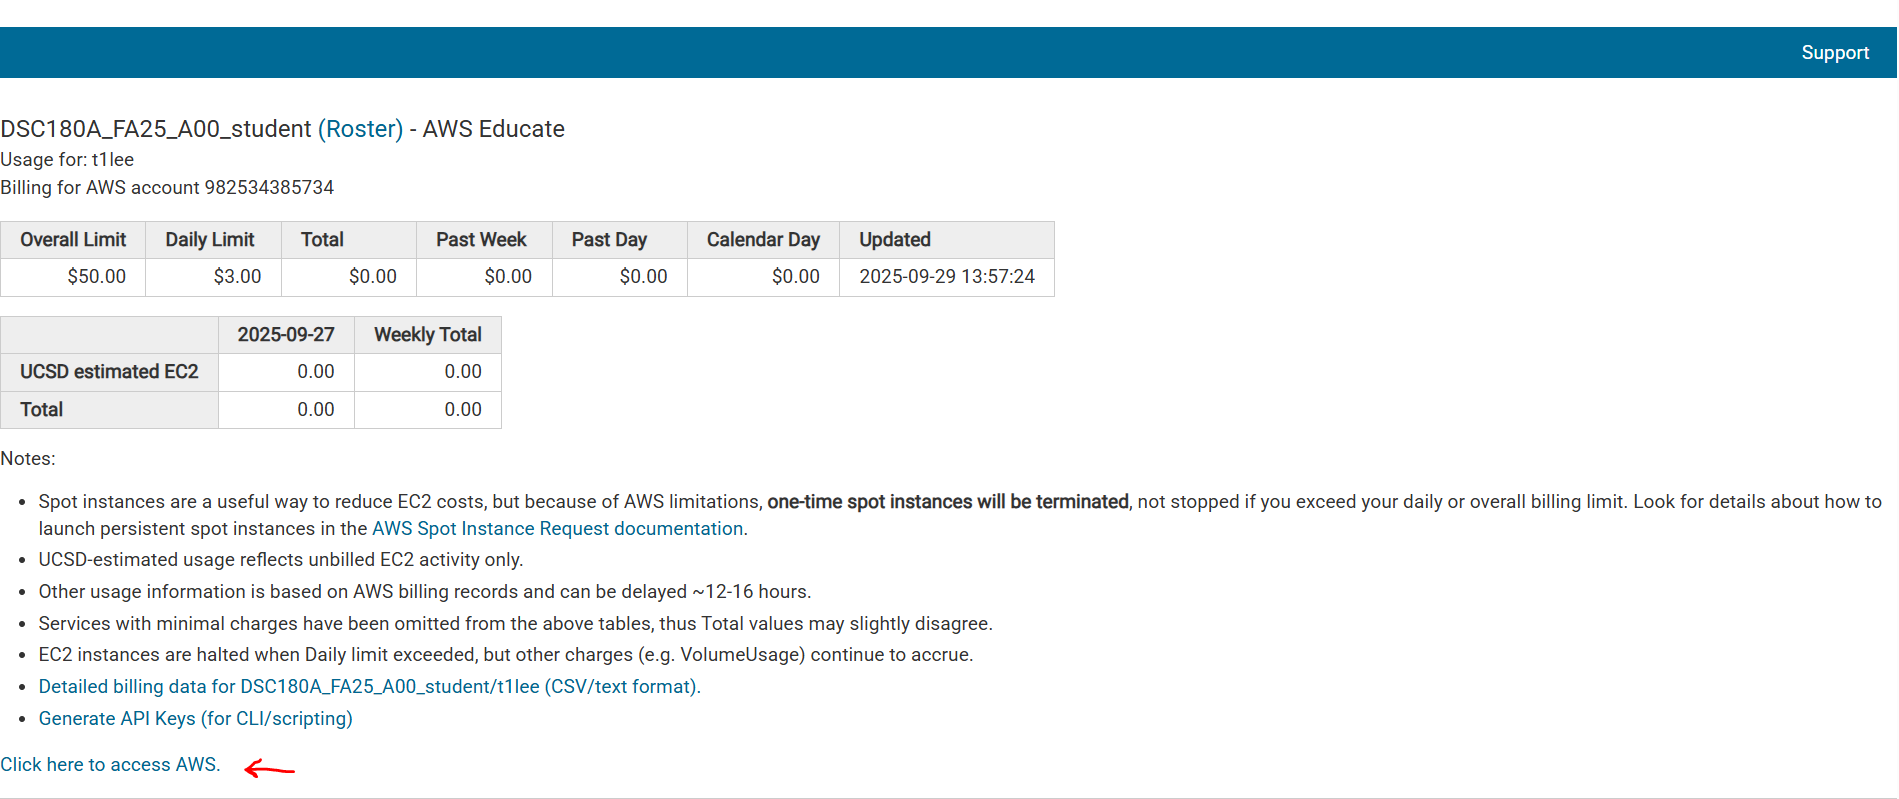 Support
DSC180A_FA25_A00_student (Roster) - AWS Educate
Usage for: t1lee
Billing for AWS account 982534385734
Overall Limit Daily Limit Total Past Week Past Day Calendar Day Updated
$50.00 $3.00 $0.00 $0.00 $0.00 $0.00 2025-09-29 13:57:24
2025-09-27 Weekly Total
UCSD estimated EC2 0.00 0.00
Total 0.00 0.00
Notes:
• Spot instances are a useful way to reduce EC2 costs, but because of AWS limitations, one-time spot instances will be terminated, not stopped if you exceed your daily or overall billing limit. Look for details about how to
launch persistent spot instances in the AWS Spot Instance Request documentation.
• UCSD-estimated usage reflects unbilled EC2 activity only.
• Other usage information is based on AWS billing records and can be delayed ~12-16 hours.
• Services with minimal charges have been omitted from the above tables, thus Total values may slightly disagree.
• EC2 instances are halted when Daily limit exceeded, but other charges (e.g. VolumeUsage) continue to accrue.
• Detailed billing data for DSC180A_FA25_A00_student/t1lee (CSV/text format).
• Generate API Keys (for CLI/scripting)
Click here to access AWS.